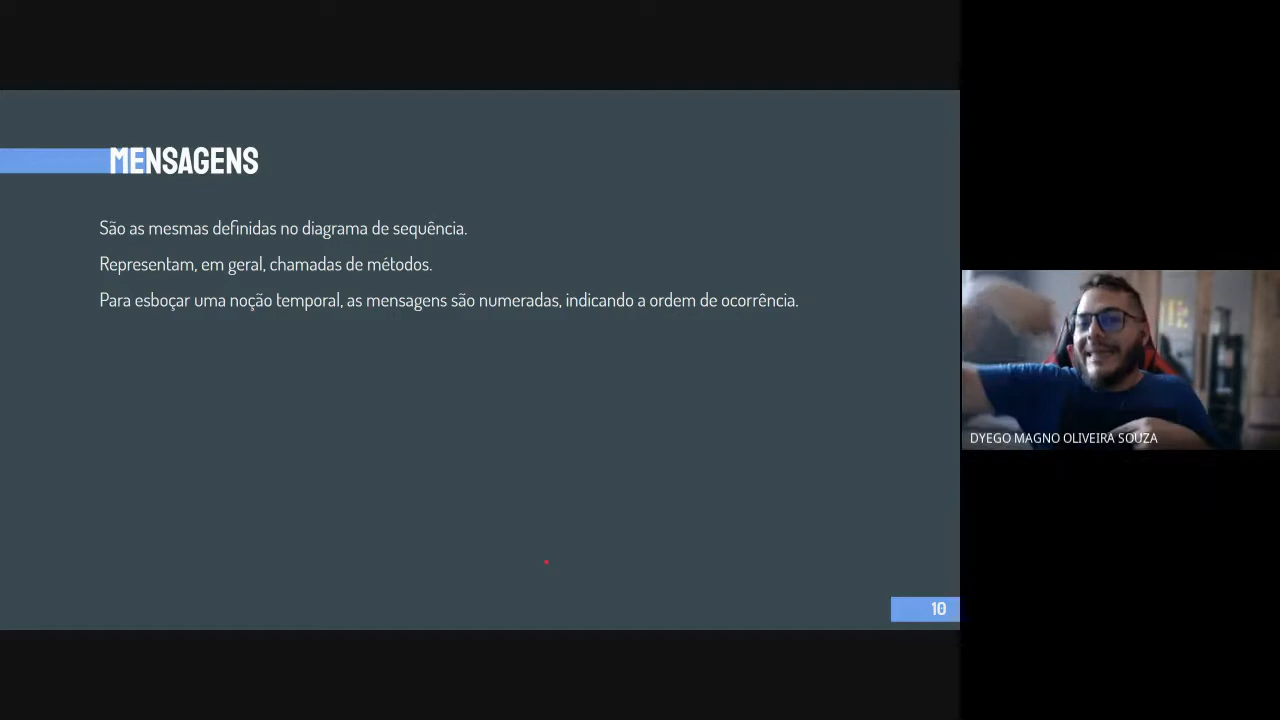 MENSAGENS
São as mesmas definidas no diagrama de sequência.
Representam, em geral, chamadas de métodos.
Para esboçar uma noção temporal, as mensagens são numeradas, indicando a ordem de ocorrência.
DYEGO MAGNO OLIVEIRA SOUZA
10